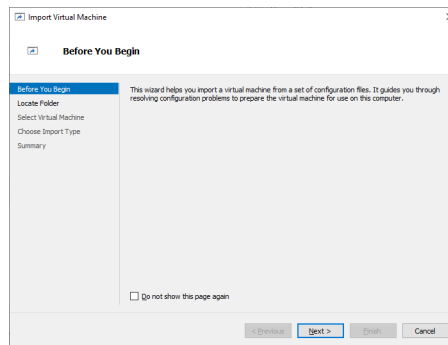 Import Virtual Machine
Before You Begin
Before You Begin
Locate Folder
Select Virtual Machine
Choose Import Type
Summary
This wizard helps you import a virtual machine from a set of configuration files. It guides you through
resolving configuration problems to prepare the virtual machine for use on this computer.
Do not show this page again
< Previous
Next >
Finish
Cancel